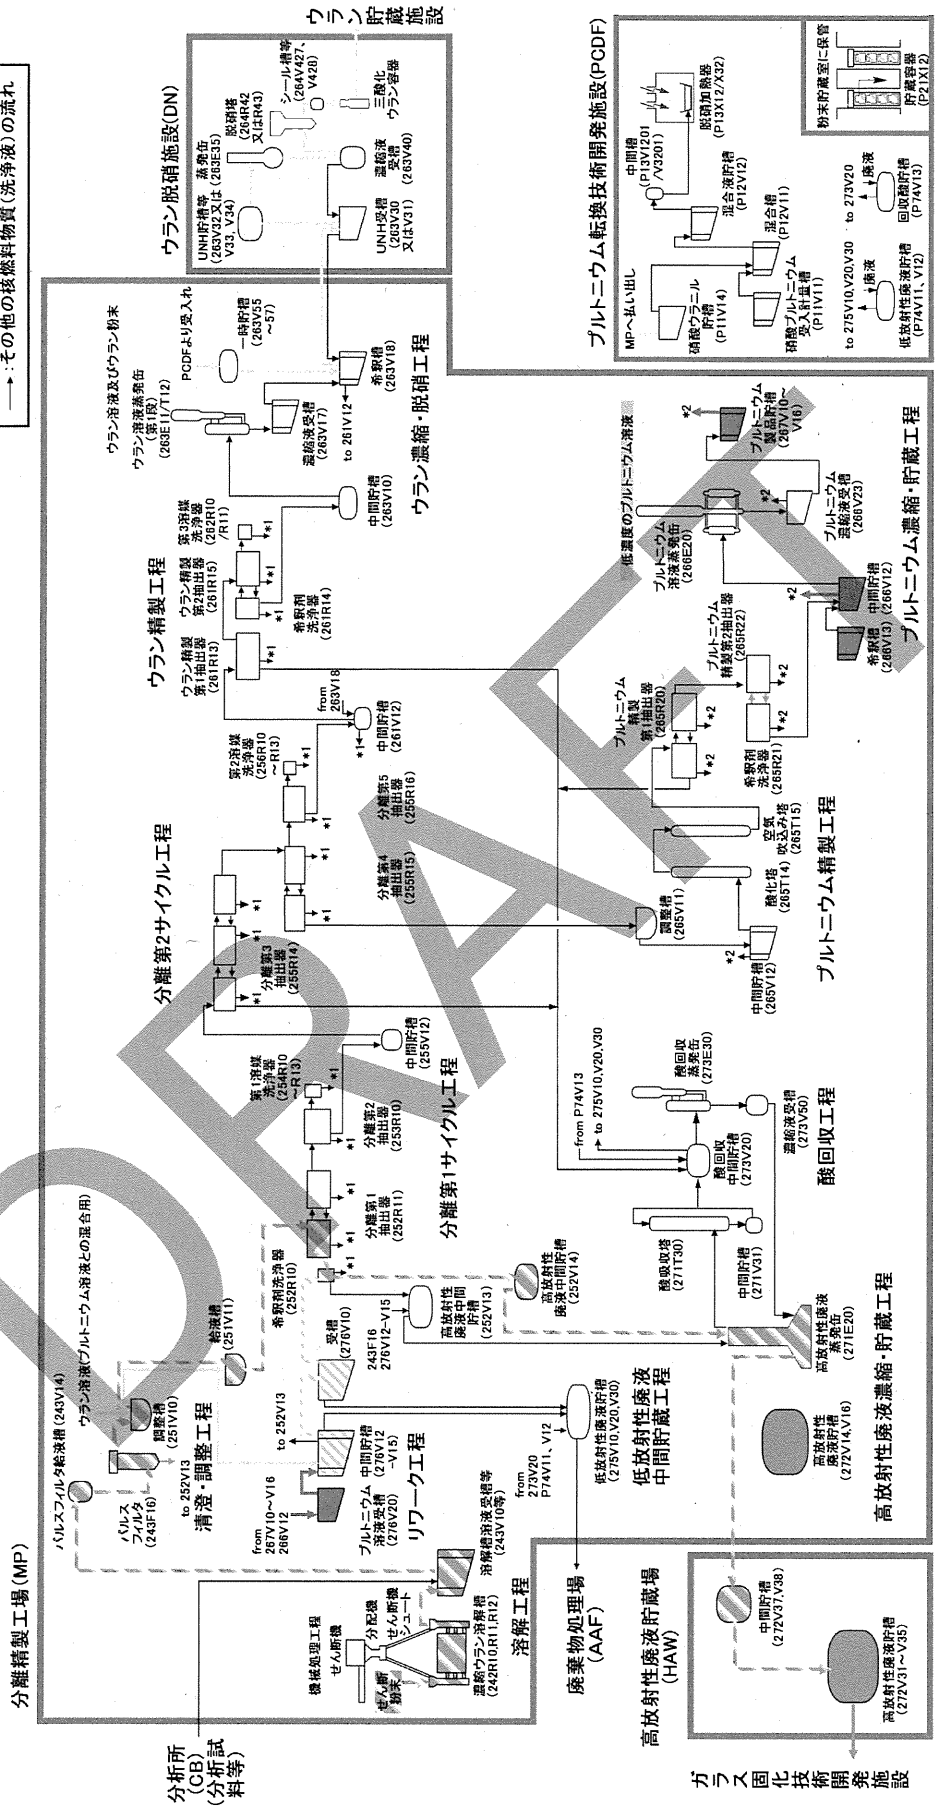 →:その他の核燃料物質(洗浄液)の流れ
分離精製工場(MP)
分析所
(CB)
(分析試
料等)
機械処理工程
せん断機
分配機
せん断機
シュート
せん断
粉末
濃縮ウラン溶解槽
(242R10,R11,R12)
溶解槽溶液受槽等
(243V10等)
溶解工程
パルスフィルタ給液槽(243V14)
ウラン溶液(プルトニウム溶液との混合用)
パルス
フィルタ
(243F16)
調整槽
(251V10)
給液槽
(251V11)
to 252V13
清澄・調整工程
from
267V10~V16
266V12
プルトニウム
溶液受槽
(276V20)
中間貯槽
(276V12
-V15)
to 252V13
受槽
(276V10)
リワーク工程
希釈剤洗浄器
(252R10)
243F16
276V12-V15
高放射性
廃液中間
貯槽
(252V13)
高放射性
廃液中間貯槽
(252V14)
*1
*1
分離第1
抽出器
(252R11)
*1
分離第2
抽出器
(253R10)
第1溶媒
洗浄器
(254R10
~R13)
*1
分離第1サイクル工程
中間貯槽
(255V12)
分離第2サイクル工程
*1
*1
*1
分離第3
抽出器
(255R14)
*1
*1
分離第4
抽出器
(255R15)
*1
分離第5
抽出器
(255R16)
第2溶媒
洗浄器
(256R10
~R13)
*1
from
263V18
*1
中間貯槽
(261V12)
ウラン精製工程
ウラン精製
第1抽出器
(261R13)
*1
ウラン精製
第2抽出器
(261R15)
*1
*1
希釈剤
洗浄器
(261R14)
第3溶媒
洗浄器
(262R10
/R11)
*1
中間貯槽
(263V10)
ウラン溶液及びウラン粉末
ウラン溶液蒸発缶
(第1段)
(263E11/T12)
PCDFより受入れ
一時貯槽
(263V55
~57)
濃縮液受槽
(263V17)
to 261V12
希釈槽
(263V18)
ウラン濃縮・脱硝工程
ウラン脱硝施設(DN)
UNH貯槽等
(263V32又は
V33, V34)
蒸発缶
(263E35)
脱硝塔
(264R42
又はR43)
シール槽等
(264V427、
V428)
UNH受槽
(263V30
又はV31)
濃縮液
受槽
(263V40)
三酸化
ウラン容器
ウラン貯蔵施設
廃棄物処理場
(AAF)
from
273V20
P74V11、V12
低放射性廃液貯槽
(275V10,V20,V30)
低放射性廃液
中間貯蔵工程
高放射性廃液
貯槽
(272V14,V16)
高放射性廃液
蒸発缶
(271E20)
高放射性廃液濃縮・貯蔵工程
酸吸収塔
(271T30)
中間貯槽
(271V31)
from P74V13
to 275V10,V20,V30
酸回収
中間貯槽
(273V20)
酸回収
蒸発缶
(273E30)
濃縮液受槽
(273V50)
酸回収工程
調整槽
(265V11)
*2
中間貯槽
(265V12)
酸化塔
(265T14)
空気
吹込み塔
(265T15)
プルトニウム
精製
第1抽出器
(265R20)
*2
*2
プルトニウム
精製第2抽出器
(265R22)
*2
*2
希釈剤
洗浄器
(265R21)
プルトニウム精製工程
低濃度のプルトニウム溶液
プルトニウム
溶液蒸発缶
(266E20)
*2
希釈槽
(266V13)
中間貯槽
(266V12)
*2
プルトニウム
濃縮液受槽
(266V23)
*2
プルトニウム
製品貯槽
(267V10~
V16)
プルトニウム濃縮・貯蔵工程
プルトニウム転換技術開発施設(PCDF)
MPへ払い出し
硝酸ウラニル
貯槽
(P11V14)
硝酸プルトニウム
受入計量槽
(P11V11)
混合槽
(P12V11)
混合液貯槽
(P12V12)
中間槽
(P13V1201
/V3201)
脱硝加熱器
(P13X12/X32)
to 275V10,V20,V30
廃液
低放射性廃液貯槽
(P74V11、V12)
to 273V20
廃液
回収酸貯槽
(P74V13)
粉末貯蔵室に保管
貯蔵容器
(P21X12)
高放射性廃液貯蔵場
(HAW)
中間貯槽
(272V37,V38)
高放射性廃液貯槽
(272V31~V35)
ガラス固化技術開発施設
DRAFT